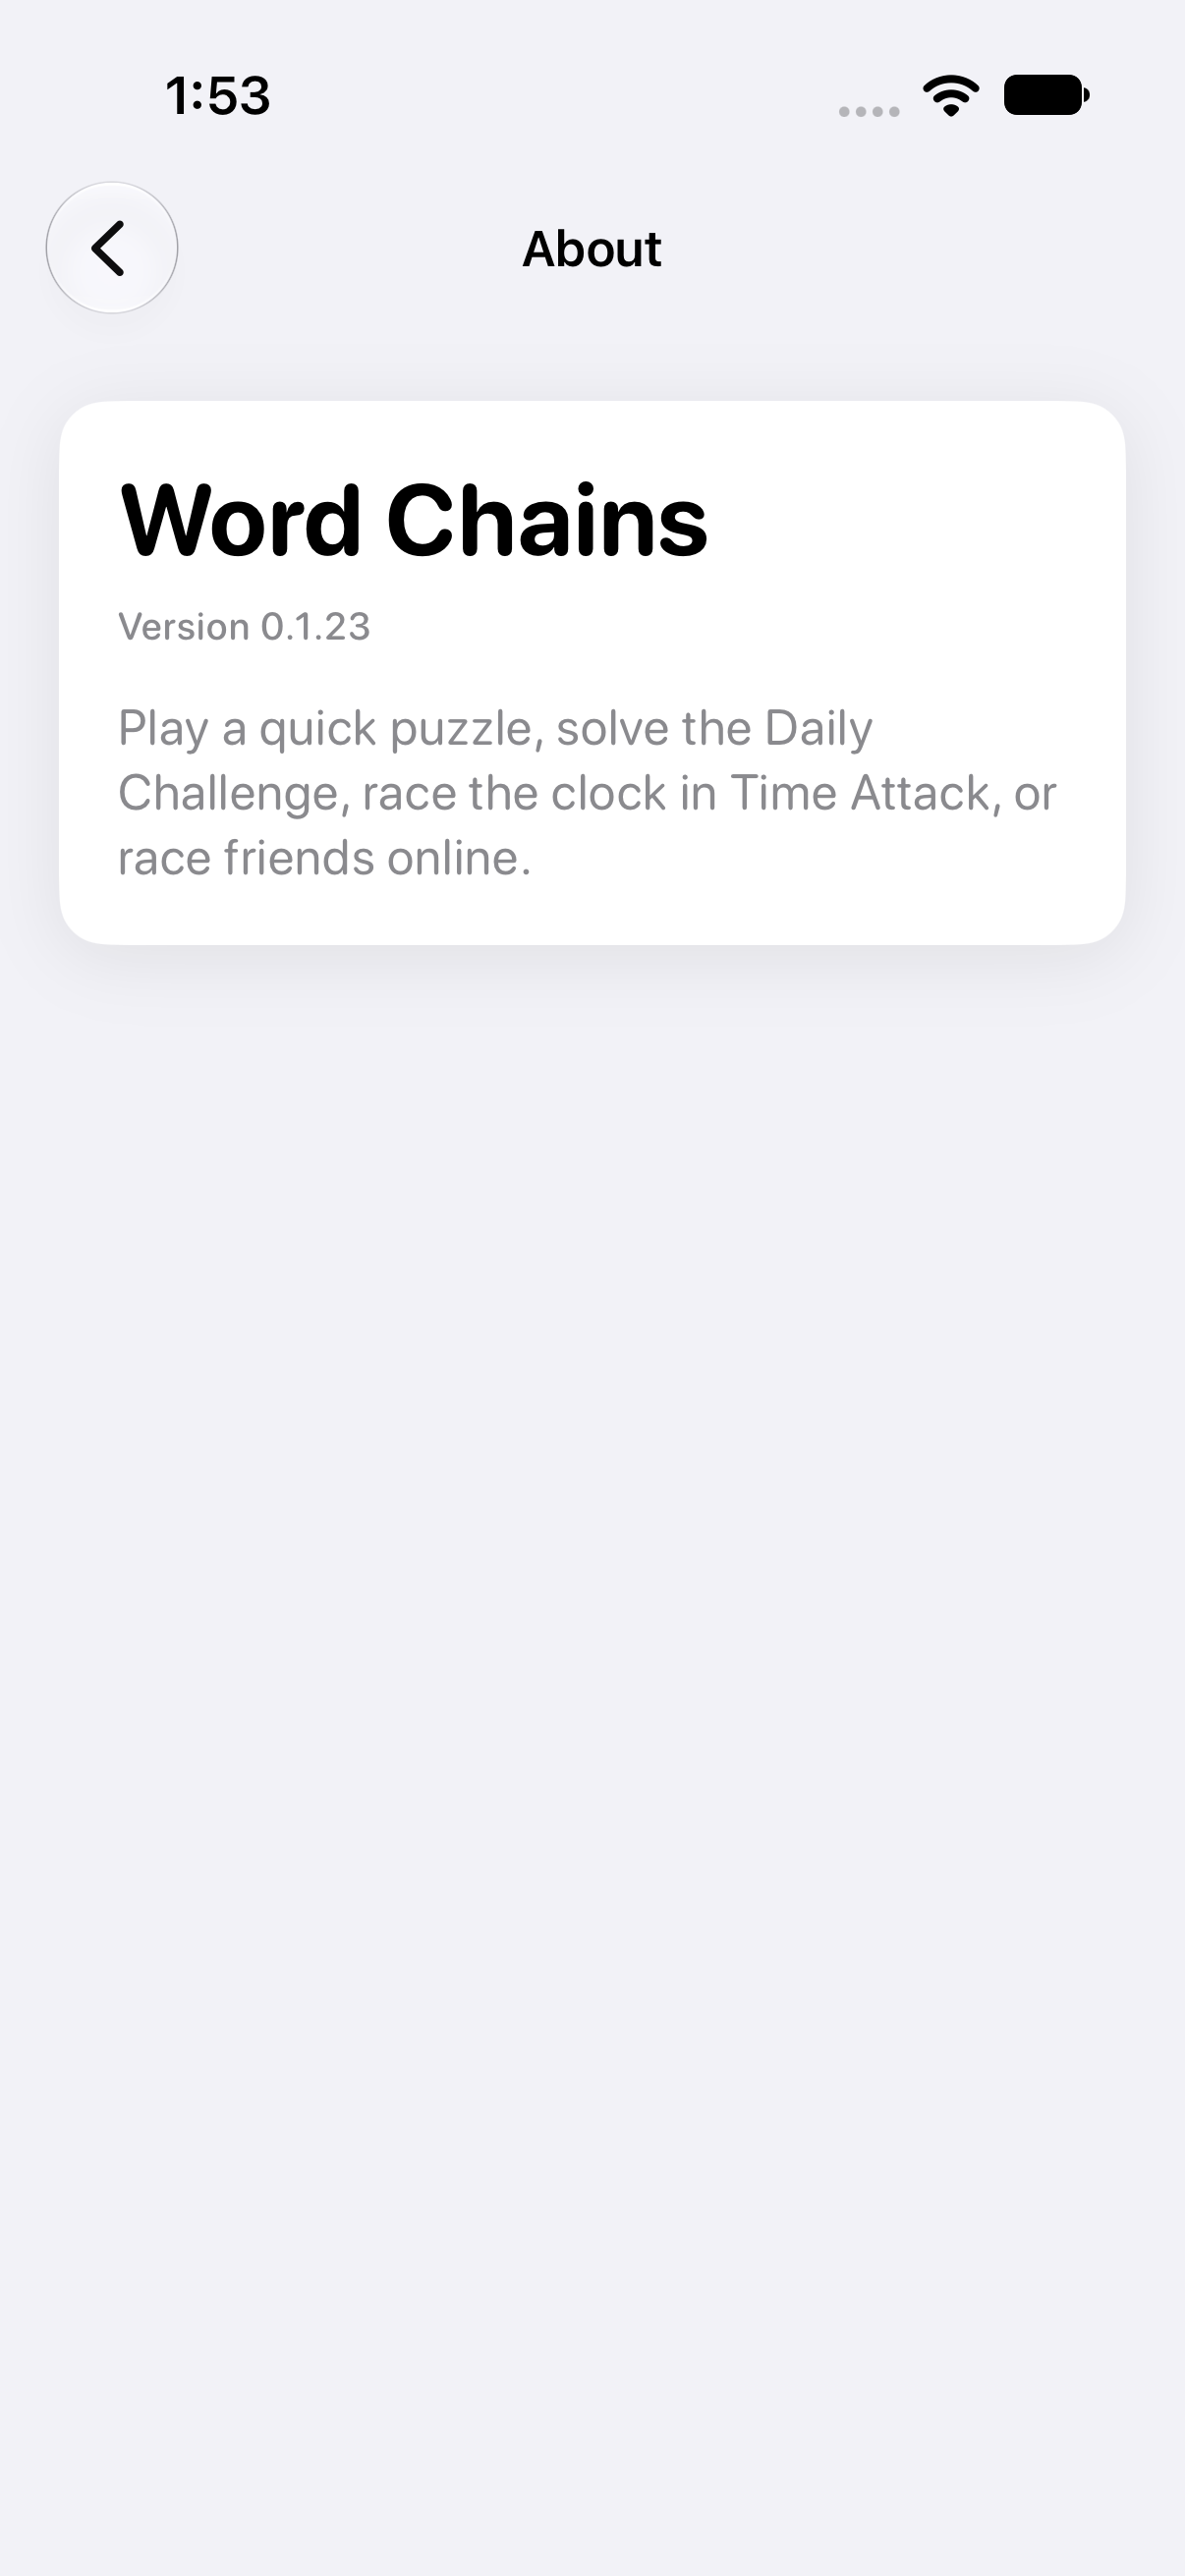 1:53
About
Word Chains
Version 0.1.23
Play a quick puzzle, solve the Daily
Challenge, race the clock in Time Attack, or
race friends online.